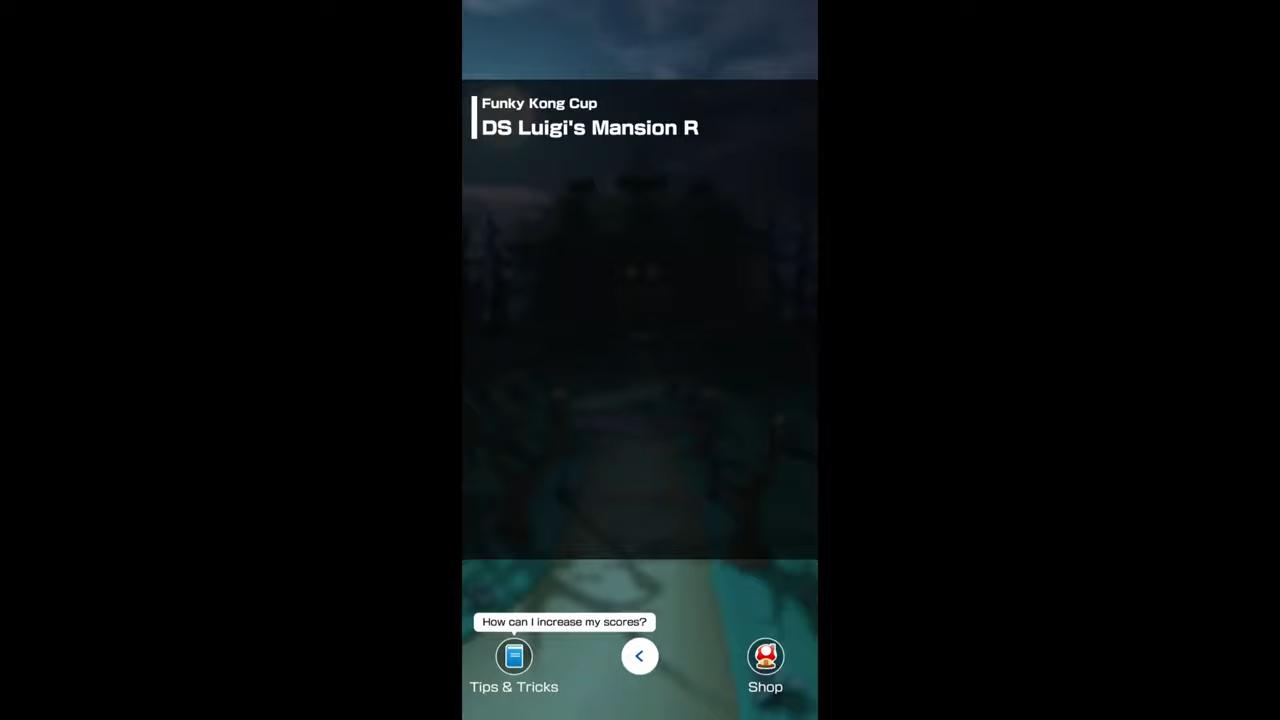 Funky Kong Cup
DS Luigi's Mansion R
How can I increase my scores?
Tips & Tricks
Shop